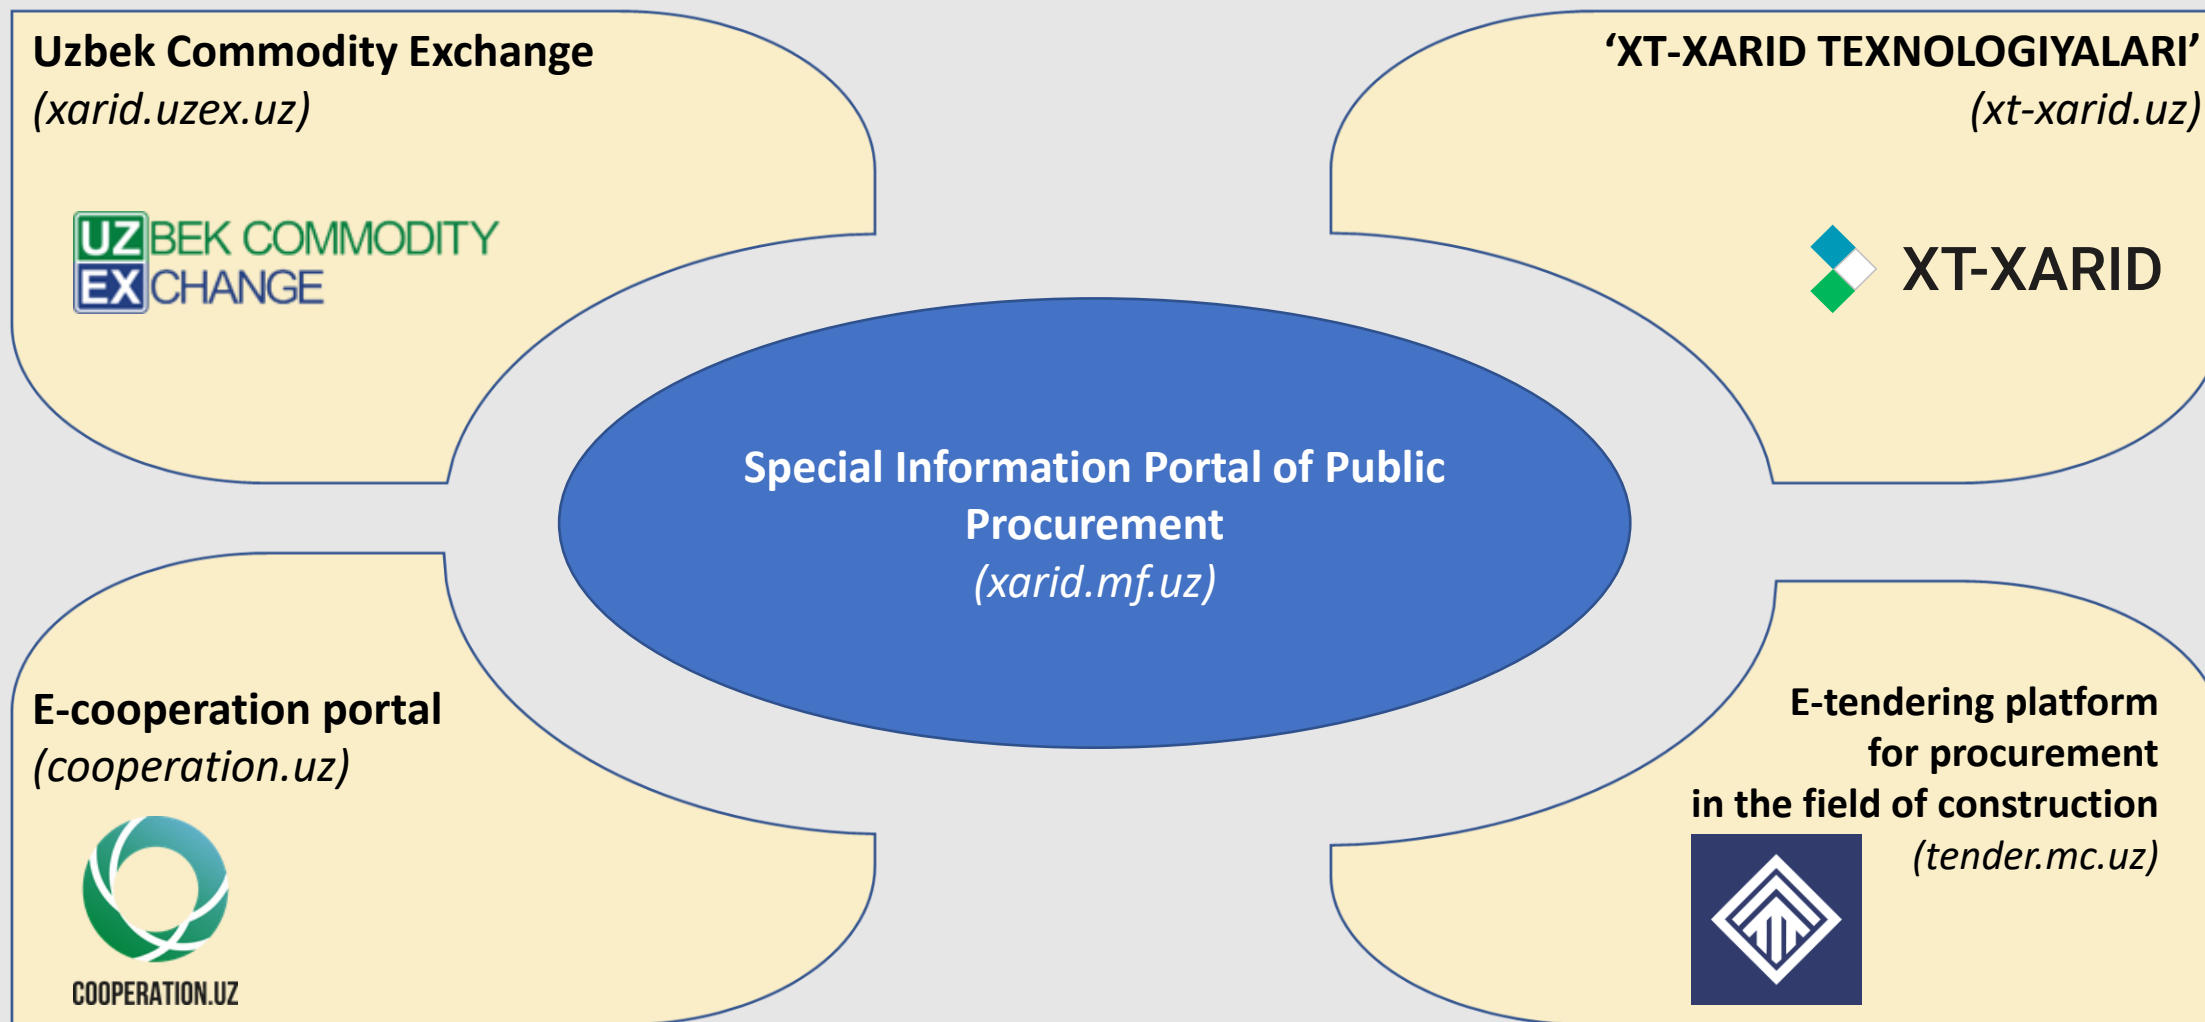 Uzbek Commodity Exchange
(xarid.uzex.uz)
UZBEK COMMODITY
EXCHANGE
‘XT-XARID TEXNOLOGIYALARI’
(xt-xarid.uz)
XT-XARID
Special Information Portal of Public
Procurement
(xarid.mf.uz)
E-cooperation portal
(cooperation.uz)
COOPERATION.UZ
E-tendering platform
for procurement
in the field of construction
(tender.mc.uz)